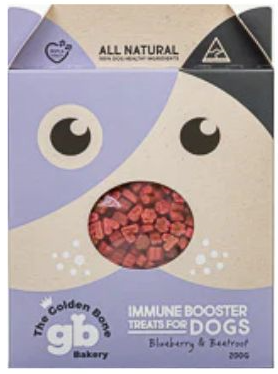 ALL NATURAL
100% DOG HEALTHY INGREDIENTS
The Golden Bone
gb
Bakery
IMMUNE BOOSTER
TREATS FOR DOGS
Blueberry & Beetroot
200G